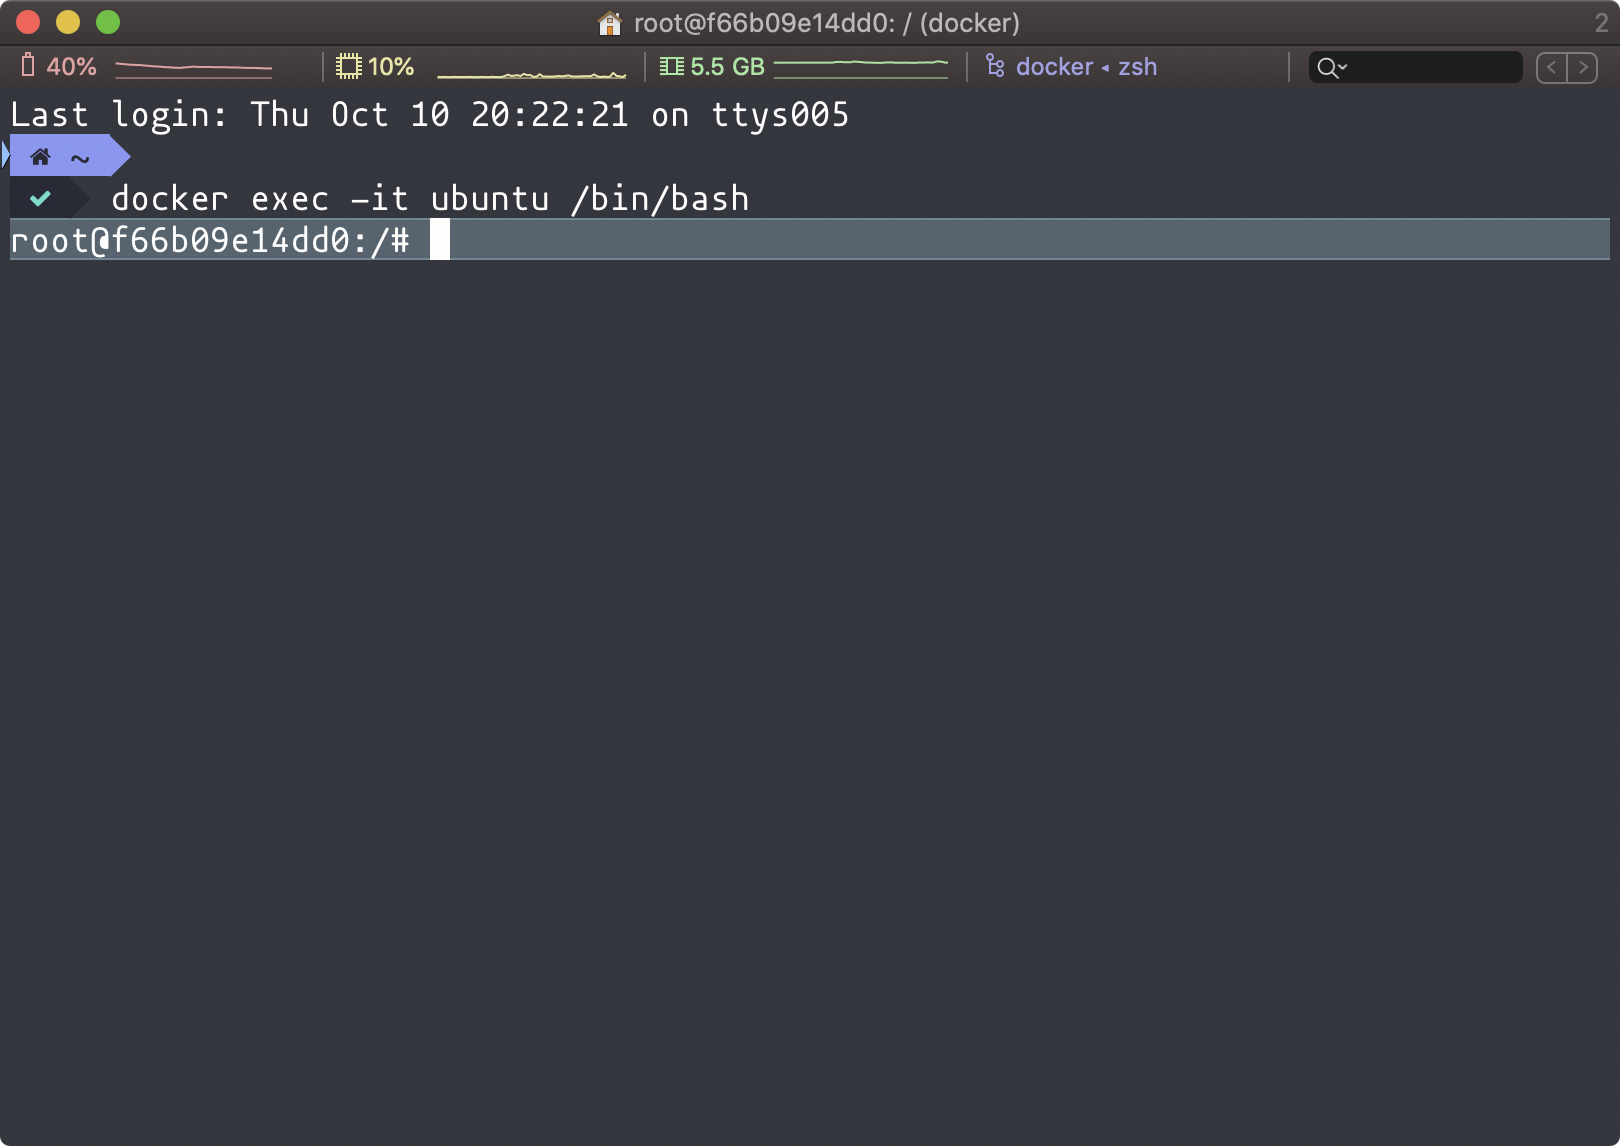 root@f66b09e14dd0: / (docker)
2
40%
10%
5.5 GB
docker ◂ zsh
Last login: Thu Oct 10 20:22:21 on ttys005
~
docker exec -it ubuntu /bin/bash
root@f66b09e14dd0:/#